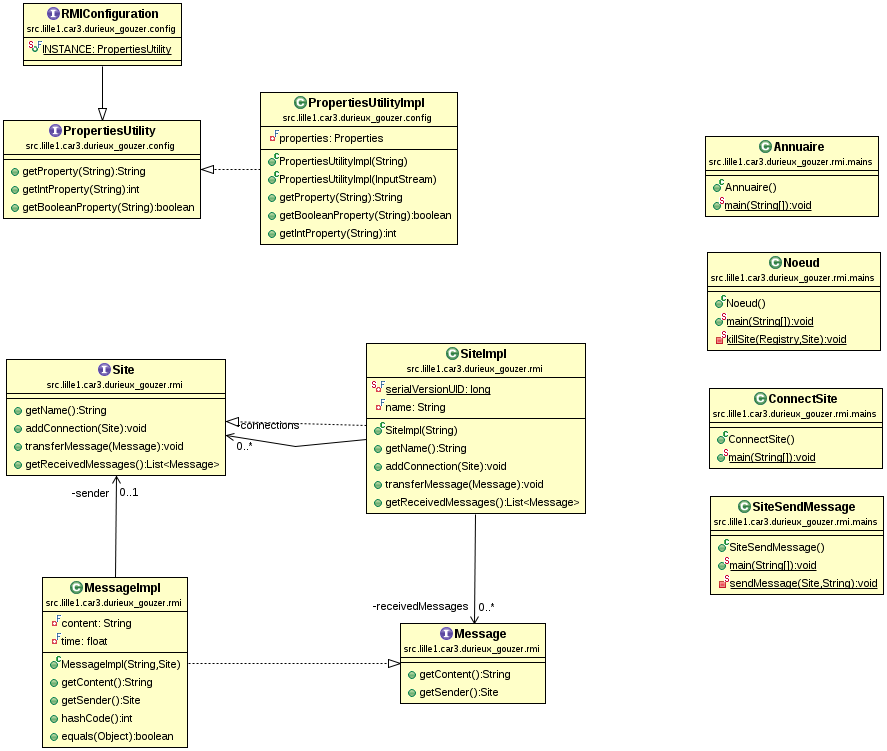 RMIConfiguration
src.lille1.car3.durieux_gouzer.config
INSTANCE: PropertiesUtility
PropertiesUtility
src.lille1.car3.durieux_gouzer.config
getProperty(String):String
getIntProperty(String):int
getBooleanProperty(String):boolean
PropertiesUtilityImpl
src.lille1.car3.durieux_gouzer.config
properties: Properties
PropertiesUtilityImpl(String)
PropertiesUtilityImpl(InputStream)
getProperty(String):String
getBooleanProperty(String):boolean
getIntProperty(String):int
Annuaire
src.lille1.car3.durieux_gouzer.rmi.mains
Annuaire()
main(String[]):void
Noeud
src.lille1.car3.durieux_gouzer.rmi.mains
Noeud()
main(String[]):void
killSite(Registry,Site):void
Site
src.lille1.car3.durieux_gouzer.rmi
getName():String
addConnection(Site):void
transferMessage(Message):void
getReceivedMessages():List<Message>
-connections
0..*
SiteImpl
src.lille1.car3.durieux_gouzer.rmi
serialVersionUID: long
name: String
SiteImpl(String)
getName():String
addConnection(Site):void
transferMessage(Message):void
getReceivedMessages():List<Message>
ConnectSite
src.lille1.car3.durieux_gouzer.rmi.mains
ConnectSite()
main(String[]):void
SiteSendMessage
src.lille1.car3.durieux_gouzer.rmi.mains
SiteSendMessage()
main(String[]):void
sendMessage(Site,String):void
-sender 0..1
MessageImpl
src.lille1.car3.durieux_gouzer.rmi
content: String
time: float
MessageImpl(String,Site)
getContent():String
getSender():Site
hashCode():int
equals(Object):boolean
-receivedMessages 0..*
Message
src.lille1.car3.durieux_gouzer.rmi
getContent():String
getSender():Site